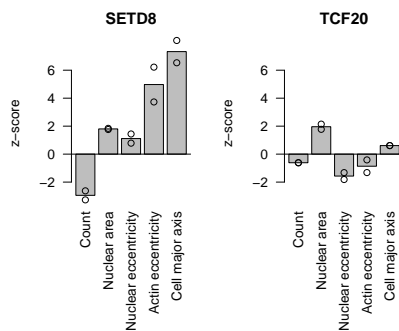 SETD8
z−score
6
4
2
0
−2
Count
Nuclear area
Nuclear eccentricity
Actin eccentricity
Cell major axis
TCF20
z−score
6
4
2
0
−2
Count
Nuclear area
Nuclear eccentricity
Actin eccentricity
Cell major axis